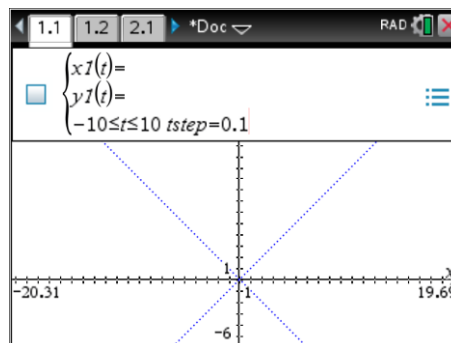 1.1 1.2 2.1 *Doc RAD
x1(t)=
y1(t)=
-10≤t≤10 tstep=0.1
1
x
-20.31 1 19.69
-6